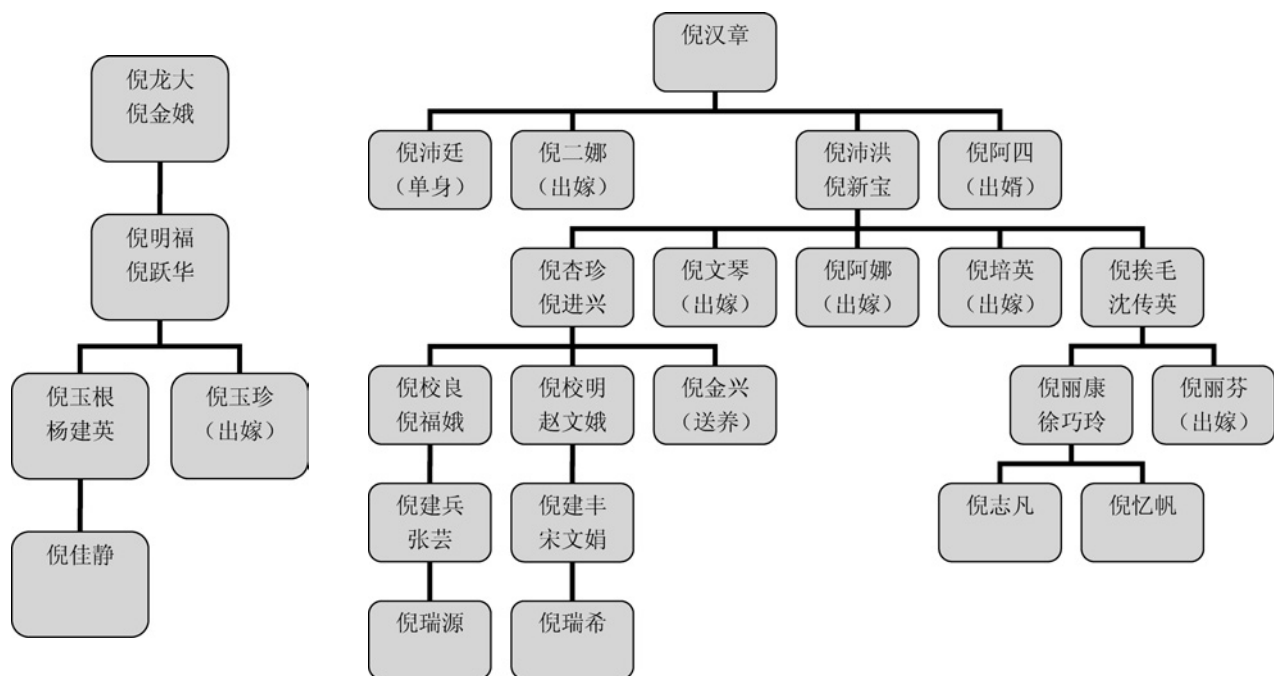 倪龙大
倪金娥
倪明福
倪跃华
倪玉根
杨建英
倪玉珍
（出嫁）
倪佳静
倪汉章
倪沛廷
（单身）
倪二娜
（出嫁）
倪沛洪
倪新宝
倪阿四
（出婿）
倪杏珍
倪进兴
倪文琴
（出嫁）
倪阿娜
（出嫁）
倪培英
（出嫁）
倪挨毛
沈传英
倪校良
倪福娥
倪校明
赵文娥
倪金兴
（送养）
倪丽康
徐巧玲
倪丽芬
（出嫁）
倪建兵
张芸
倪建丰
宋文娟
倪志凡
倪忆帆
倪瑞源
倪瑞希